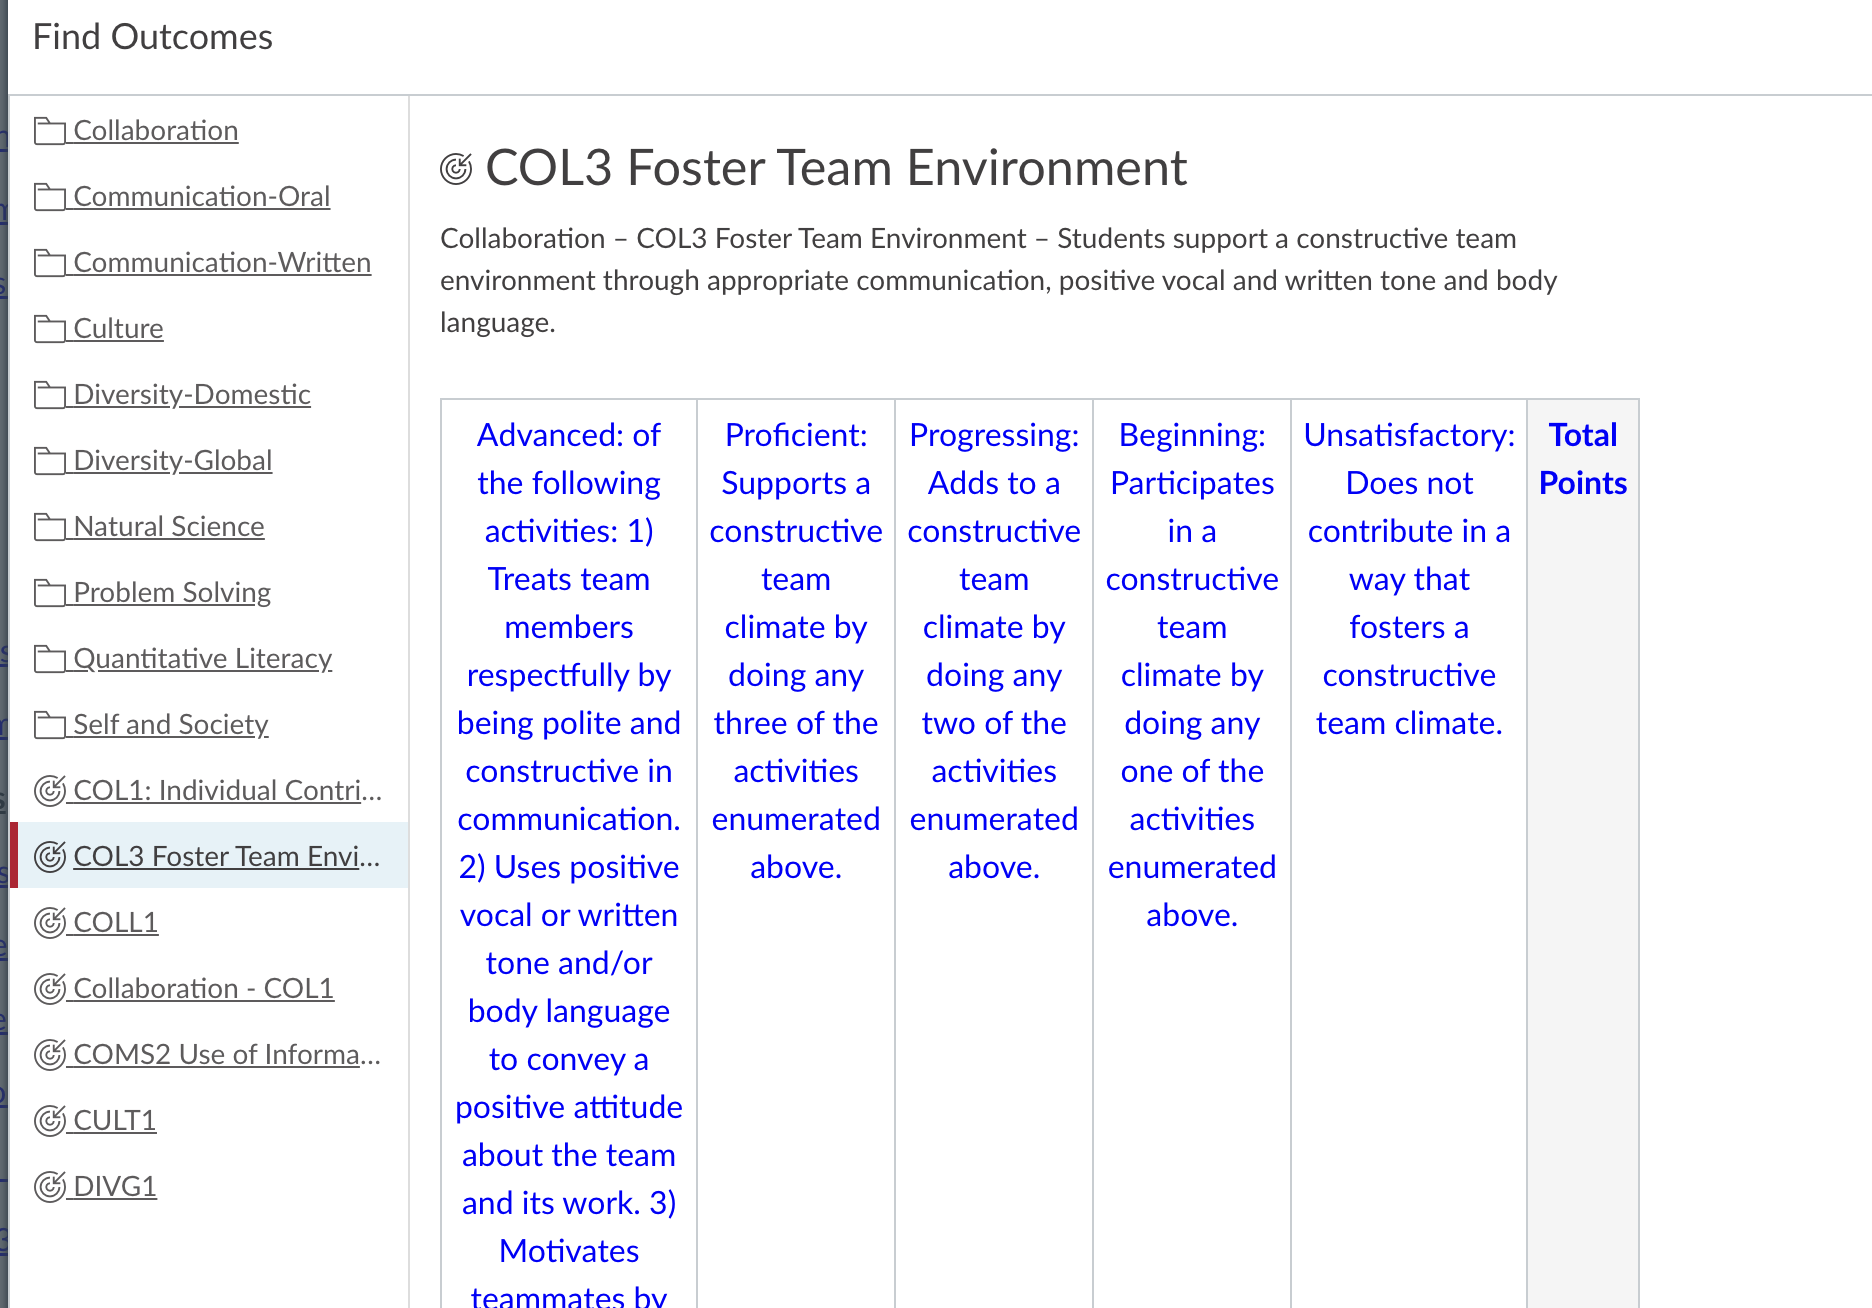 Find Outcomes
Collaboration
Communication-Oral
Communication-Written
Culture
Diversity-Domestic
Diversity-Global
Natural Science
Problem Solving
Quantitative Literacy
Self and Society
COL1: Individual Contri...
COL3 Foster Team Envi...
COLL1
Collaboration - COL1
COMS2 Use of Informa...
CULT1
DIVG1
COL3 Foster Team Environment
Collaboration – COL3 Foster Team Environment – Students support a constructive team
environment through appropriate communication, positive vocal and written tone and body
language.
Advanced: of
the following
activities: 1)
Treats team
members
respectfully by
being polite and
constructive in
communication.
2) Uses positive
vocal or written
tone and/or
body language
to convey a
positive attitude
about the team
and its work. 3)
Motivates
teammates by
Proficient:
Supports a
constructive
team
climate by
doing any
three of the
activities
enumerated
above.
Progressing:
Adds to a
constructive
team
climate by
doing any
two of the
activities
enumerated
above.
Beginning:
Participates
in a
constructive
team
climate by
doing any
one of the
activities
enumerated
above.
Unsatisfactory:
Does not
contribute in a
way that
fosters a
constructive
team climate.
Total
Points